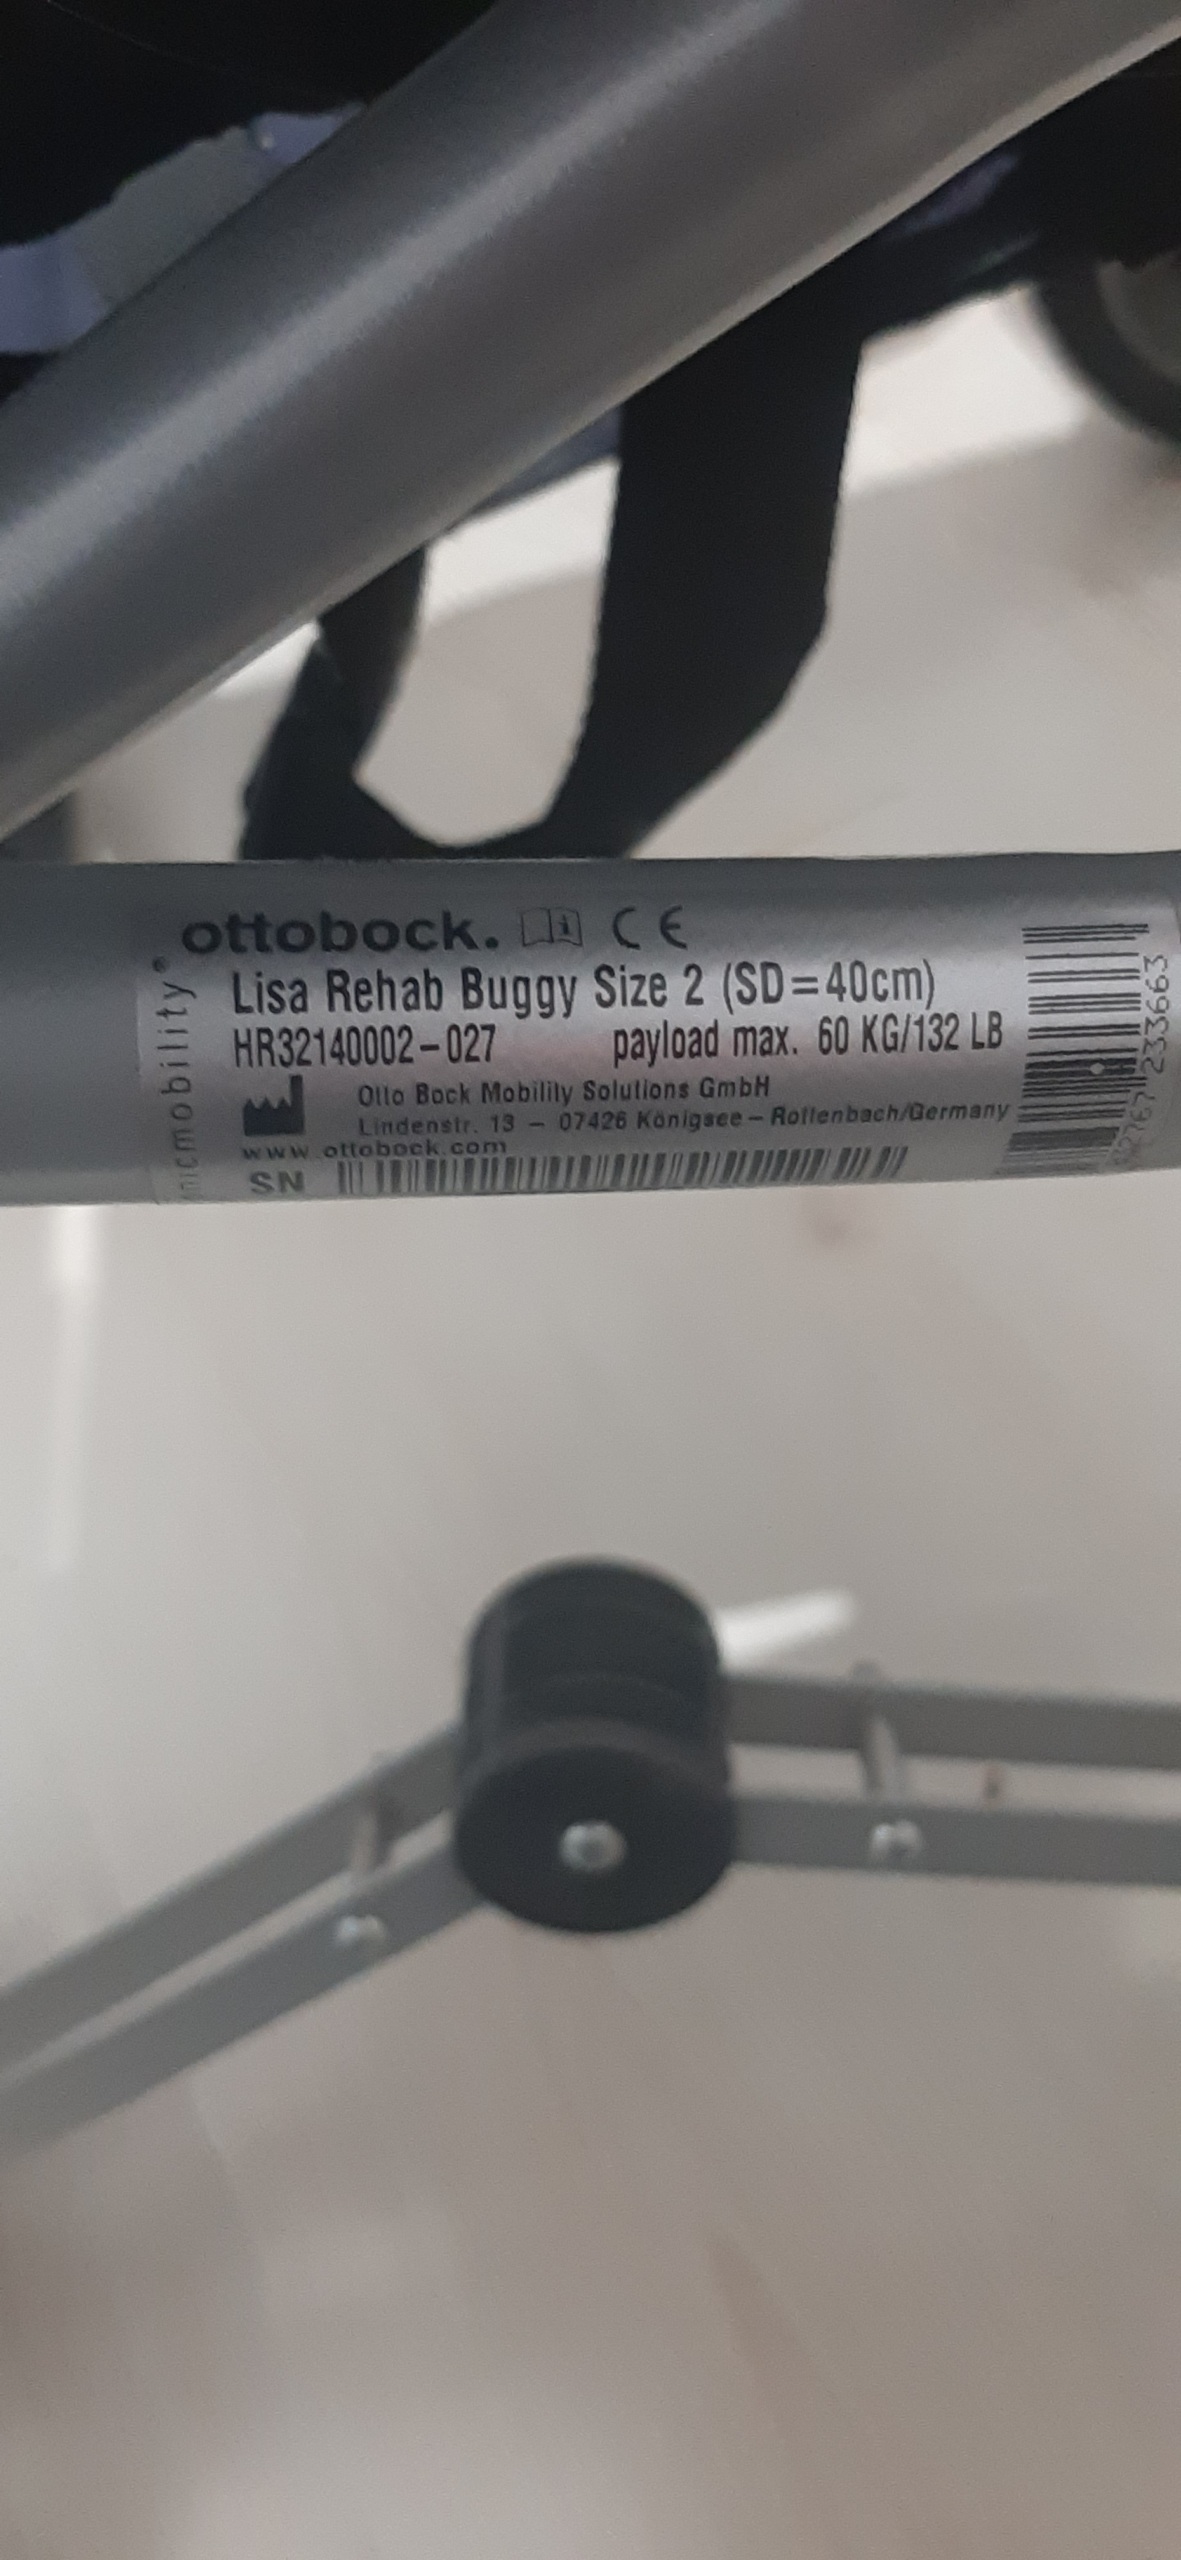 ottobock.
Lisa Rehab Buggy Size 2 (SD=40cm)
HR32140002-027 payload max. 60 KG/132 LB
Otto Bock Mobility Solutions GmbH
Lindenstr. 13 – 07426 Königsee – Rottenbach/Germany
www.ottobock.com
SN